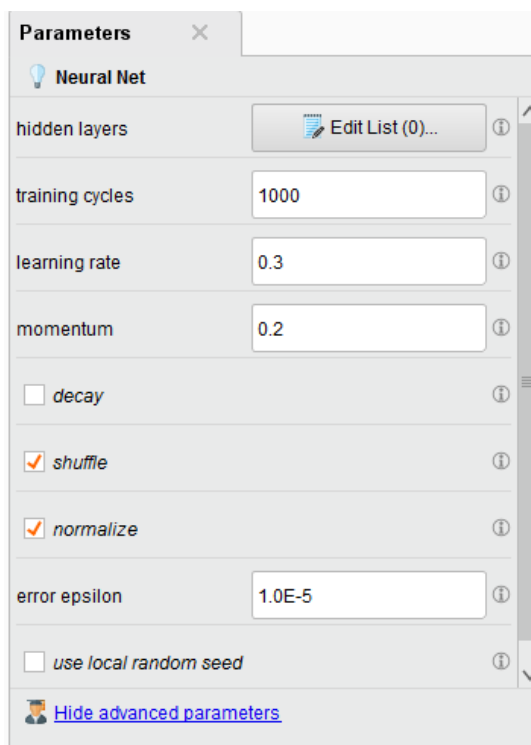 Parameters
Neural Net
hidden layers Edit List (0)...
training cycles 1000
learning rate 0.3
momentum 0.2
decay
shuffle
normalize
error epsilon 1.0E-5
use local random seed
Hide advanced parameters